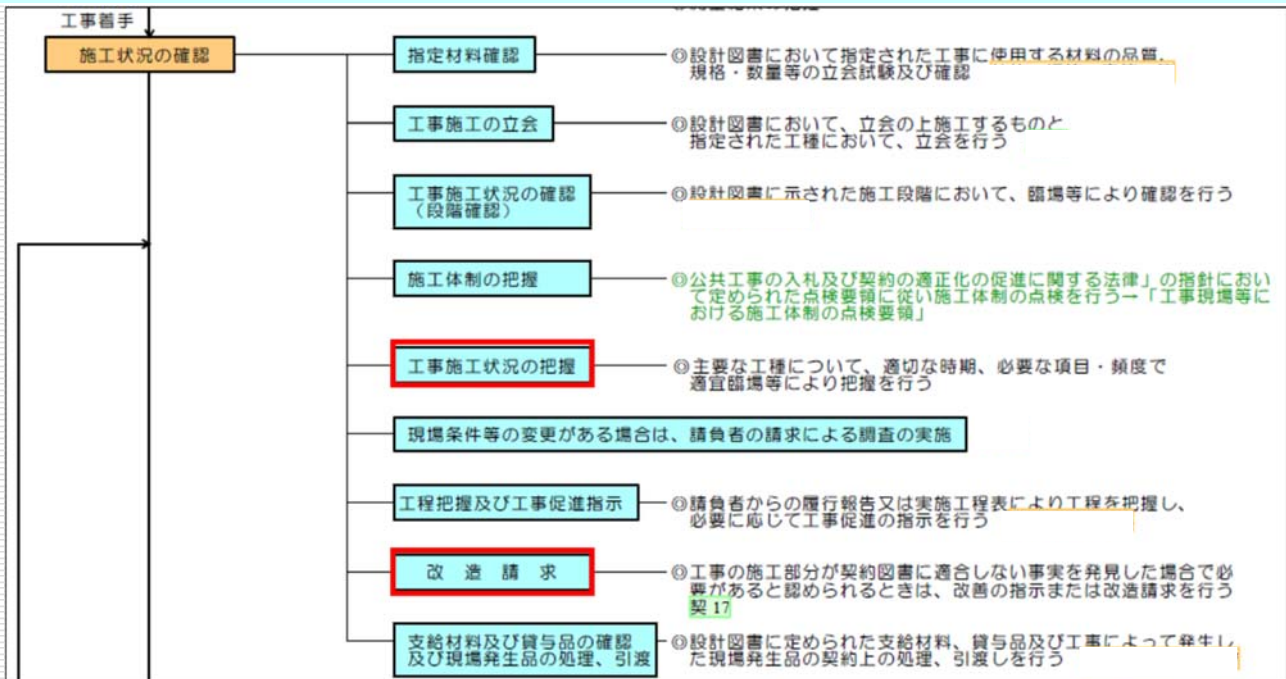 工事着手
施工状況の確認
指定材料確認
◎設計図書において指定された工事に使用する材料の品質、
規格・数量等の立会試験及び確認
工事施工の立会
◎設計図書において、立会の上施工するものと
指定された工種において、立会を行う
工事施工状況の確認
（段階確認）
◎設計図書に示された施工段階において、臨場等により確認を行う
施工体制の把握
◎公共工事の入札及び契約の適正化の促進に関する法律」の指針におい
て定められた点検要領に従い施工体制の点検を行う→「工事現場等に
おける施工体制の点検要領」
工事施工状況の把握
◎主要な工種について、適切な時期、必要な項目・頻度で
適宜臨場等により把握を行う
現場条件等の変更がある場合は、請負者の請求による調査の実施
工程把握及び工事促進指示
◎請負者からの履行報告又は実施工程表により工程を把握し、
必要に応じて工事促進の指示を行う
改造請求
◎工事の施工部分が契約図書に適合しない事実を発見した場合で必
要があると認められるときは、改善の指示または改造請求を行う
契 17
支給材料及び貸与品の確認
及び現場発生品の処理、引渡
◎設計図書に定められた支給材料、貸与品及び工事によって発生し
た現場発生品の契約上の処理、引渡しを行う